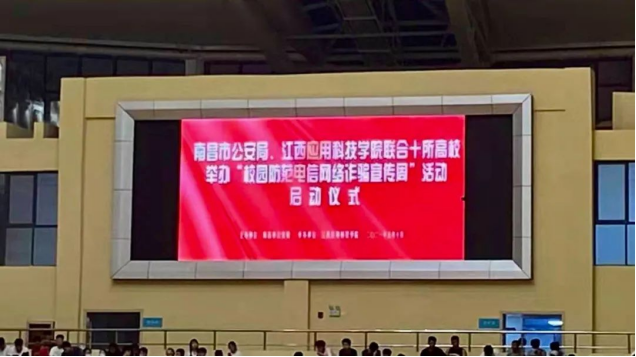 南昌市公安局、江西应用科技学院联合十所高校
举办“校园防范电信网络诈骗宣传周”活动
启动仪式